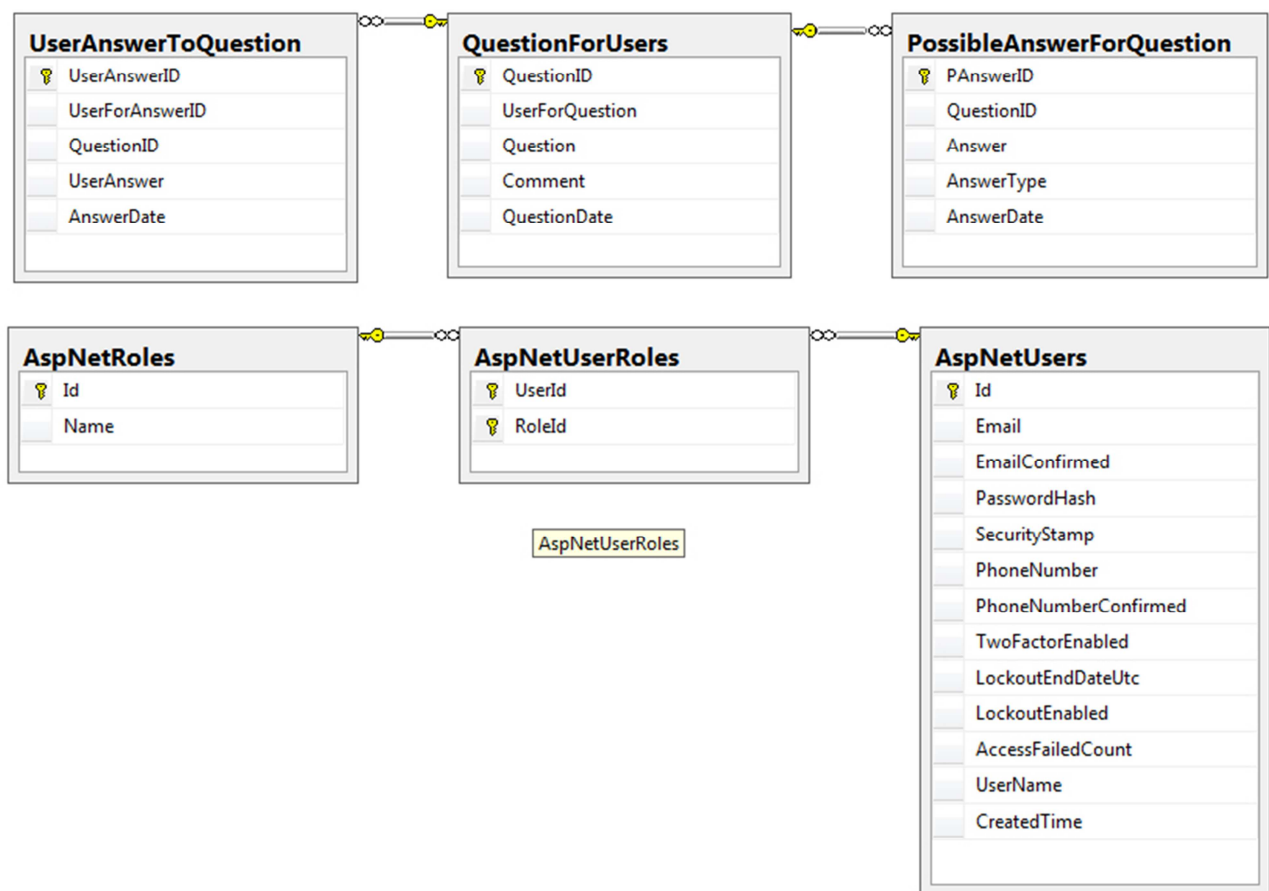 UserAnswerToQuestion
UserAnswerID
UserForAnswerID
QuestionID
UserAnswer
AnswerDate
QuestionForUsers
QuestionID
UserForQuestion
Question
Comment
QuestionDate
PossibleAnswerForQuestion
PAnswerID
QuestionID
Answer
AnswerType
AnswerDate
AspNetRoles
Id
Name
AspNetUserRoles
UserId
RoleId
AspNetUserRoles
AspNetUsers
Id
Email
EmailConfirmed
PasswordHash
SecurityStamp
PhoneNumber
PhoneNumberConfirmed
TwoFactorEnabled
LockoutEndDateUtc
LockoutEnabled
AccessFailedCount
UserName
CreatedTime